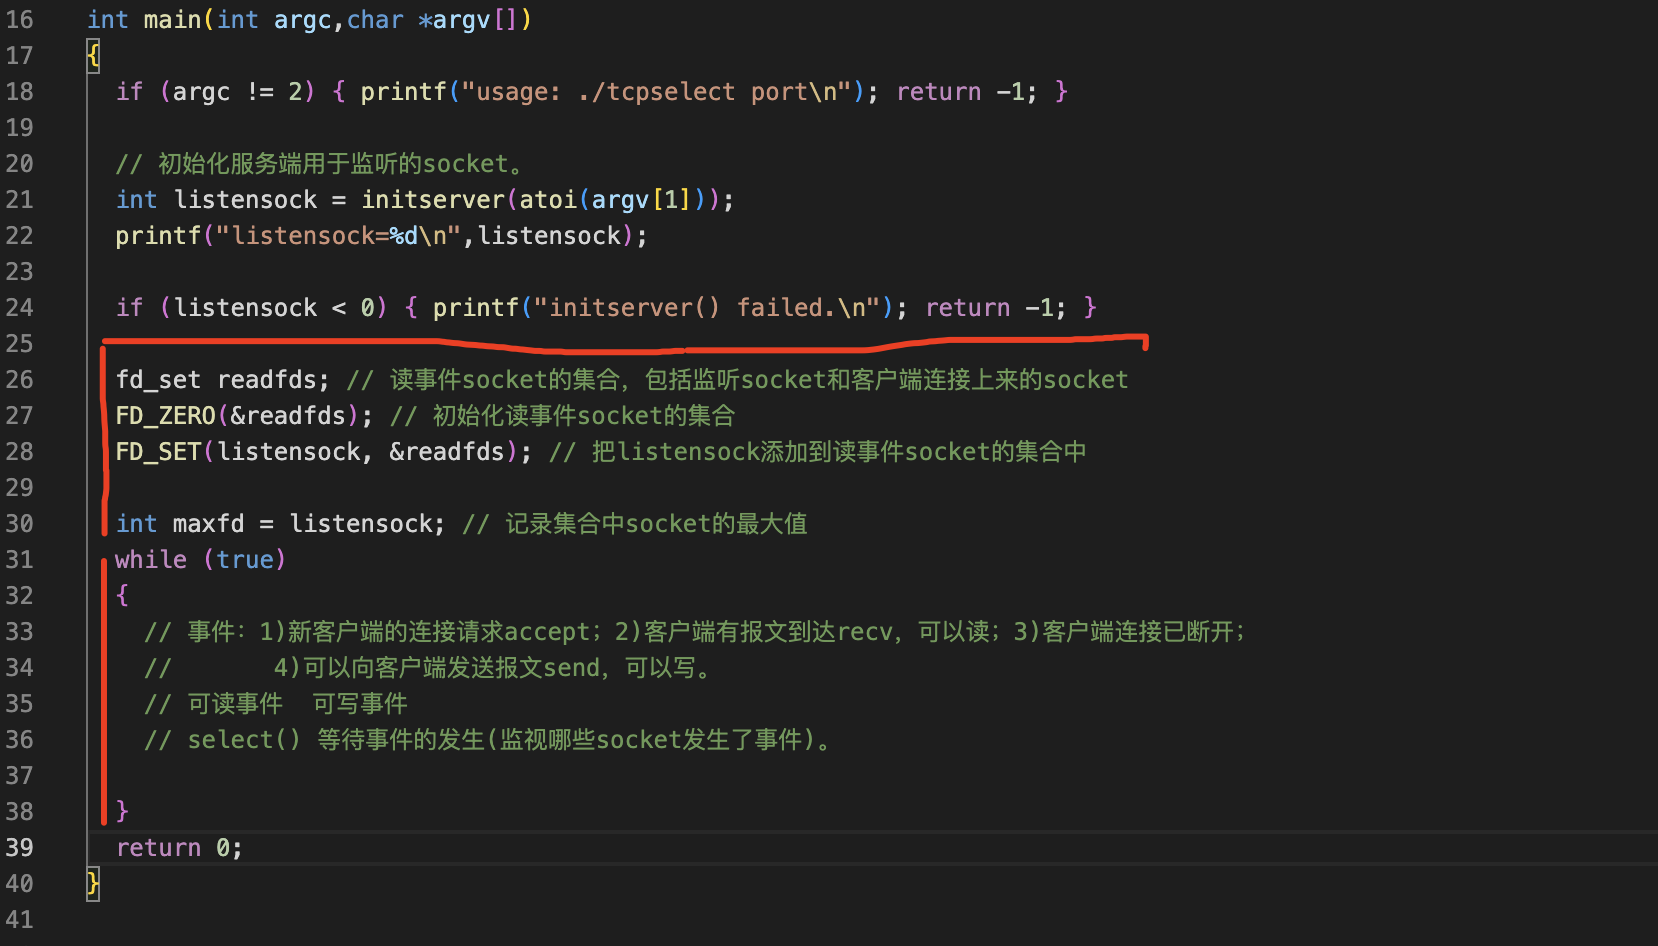 16 int main(int argc,char *argv[])
17 {
18 if (argc != 2) { printf("usage: ./tcpselect port\n"); return -1; }
19
20 // 初始化服务端用于监听的socket。
21 int listensock = initserver(atoi(argv[1]));
22 printf("listensock=%d\n",listensock);
23
24 if (listensock < 0) { printf("initserver() failed.\n"); return -1; }
25
26 fd_set readfds; // 读事件socket的集合，包括监听socket和客户端连接上来的socket
27 FD_ZERO(&readfds); // 初始化读事件socket的集合
28 FD_SET(listensock, &readfds); // 把listensock添加到读事件socket的集合中
29
30 int maxfd = listensock; // 记录集合中socket的最大值
31 while (true)
32 {
33 // 事件：1)新客户端的连接请求accept；2)客户端有报文到达recv，可以读；3)客户端连接已断开；
34 // 4)可以向客户端发送报文send，可以写。
35 // 可读事件 可写事件
36 // select() 等待事件的发生(监视哪些socket发生了事件)。
37
38 }
39 return 0;
40 }
41